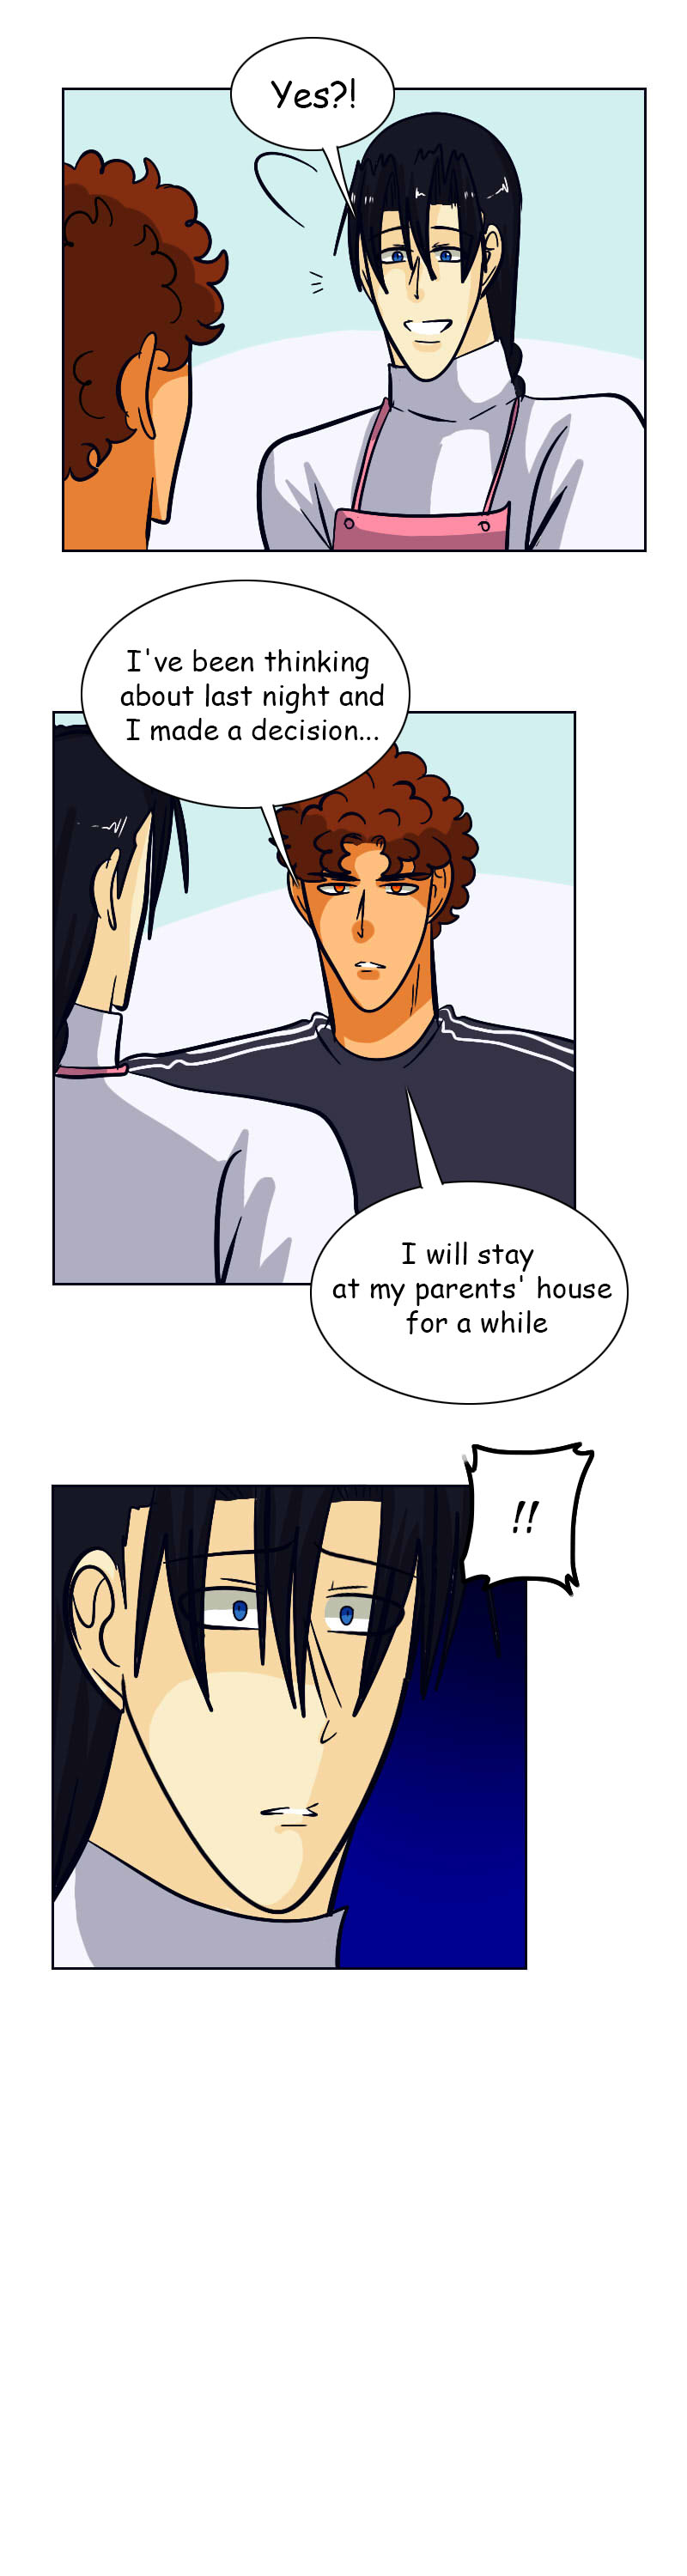 Yes?!
I've been thinking
about last night and
I made a decision...
I will stay
at my parents' house
for a while
!!